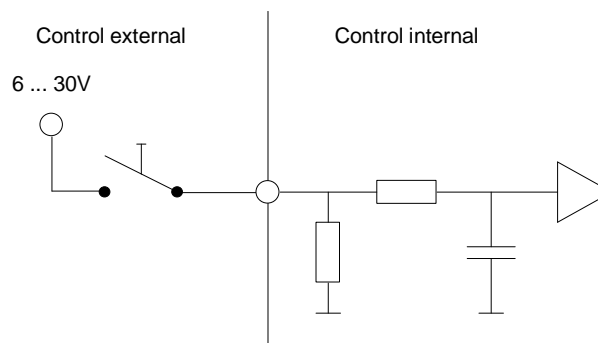 Control external
Control internal
6 ... 30V